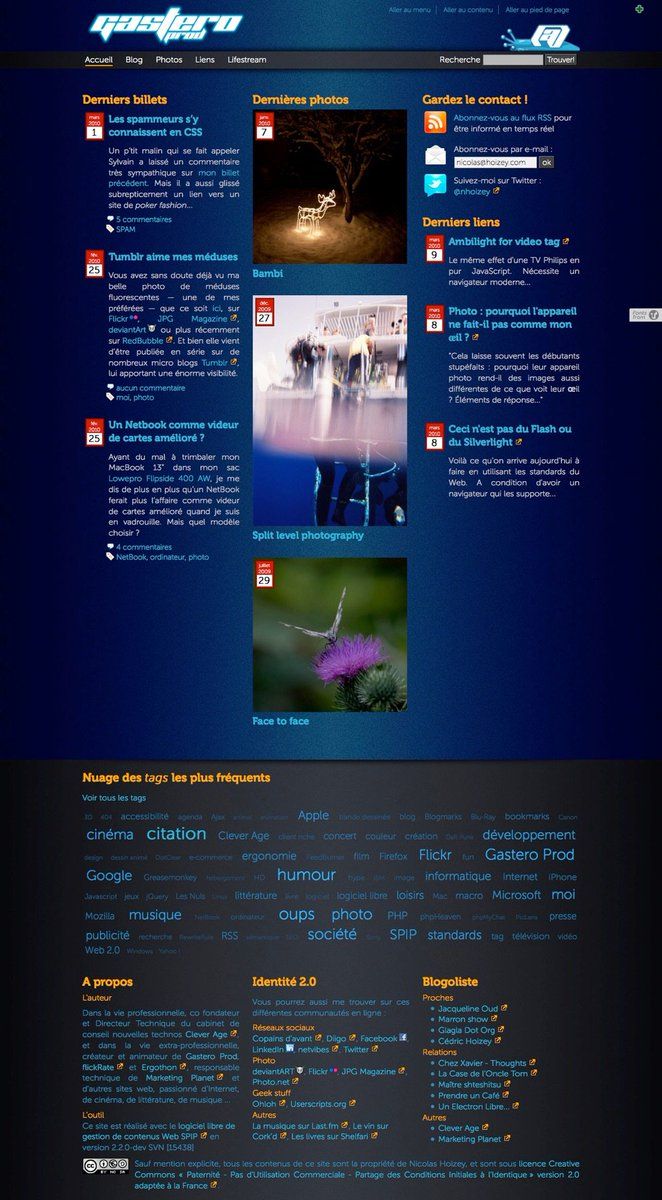 gastero
prod
Aller au menu
Aller au contenu
Aller au pied de page
Accueil
Blog
Photos
Liens
Lifestream
Recherche
Trouver!
Derniers billets
mars
2010
1
Les spammeurs s'y
connaissent en CSS
Un p'tit malin qui se fait appeler
Sylvain a laissé un commentaire
très sympathique sur mon billet
précédent. Mais il a aussi glissé
subrepticement un lien vers un
site de poker fashion...
5 commentaires
SPAM
fév.
2010
25
Tumblr aime mes méduses
Vous avez sans doute déjà vu ma
belle photo de méduses
fluorescentes — une de mes
préférées — que ce soit ici, sur
Flickr, JPG Magazine,
deviantArt ou plus récemment
sur RedBubble. Et bien elle vient
d'être publiée en série sur de
nombreux micro blogs Tumblr,
lui apportant une énorme visibilité.
aucun commentaire
moi, photo
fév.
2010
25
Un Netbook comme videur
de cartes amélioré ?
Ayant du mal à trimbaler mon
MacBook 13" dans mon sac
Lowepro Flipside 400 AW, je me
dis de plus en plus qu'un NetBook
ferait plus l'affaire comme videur
de cartes amélioré quand je suis
en vadrouille. Mais quel modèle
choisir ?
4 commentaires
NetBook, ordinateur, photo
Dernières photos
janv.
2010
7
Bambi
déc.
2009
27
Split level photography
juillet
2009
29
Face to face
Gardez le contact !
Abonnez-vous au flux RSS pour
être informé en temps réel
Abonnez-vous par e-mail :
nicolas@hoizey.com
ok
Suivez-moi sur Twitter :
@nhoizey
Derniers liens
mars
2010
9
Ambilight for video tag
Le même effet d'une TV Philips en
pur JavaScript. Nécessite un
navigateur moderne...
mars
2010
8
Photo : pourquoi l'appareil
ne fait-il pas comme mon
œil ?
"Cela laisse souvent les débutants
stupéfaits : pourquoi leur appareil
photo rend-il des images aussi
différentes de ce que voit leur œil
? Éléments de réponse..."
mars
2010
8
Ceci n'est pas du Flash ou
du Silverlight
Voilà ce qu'on arrive aujourd'hui à
faire en utilisant les standards du
Web. A condition d'avoir un
navigateur qui les supporte...
Fonts
from
Nuage des tags les plus fréquents
Voir tous les tags
3D 404 accessibilité agenda Ajax animal animation Apple bande dessinée blog Blogmarks Blu-Ray bookmarks Canon
cinéma citation Clever Age client riche concert couleur création Daft Punk développement
design dessin animé DotClear e-commerce ergonomie FeedBurner film Firefox Flickr fun Gastero Prod
Google Greasemonkey hébergement HD humour hype image informatique Internet iPhone
Javascript jeux jQuery Les Nuls Linux littérature livre logiciel logiciel libre loisirs Mac macro Microsoft moi
Mozilla musique NetBook ordinateur oups photo PHP phpHeaven phpMyChat presse
publicité recherche RewriteRule RSS sémantique SEO société Sony SPIP standards tag télévision vidéo
Web 2.0 Windows Yahoo !
A propos
L'auteur
Dans la vie professionnelle, co fondateur
et Directeur Technique du cabinet de
conseil nouvelles technos Clever Age,
et dans la vie extra-professionnelle,
créateur et animateur de Gastero Prod,
flickRate et Ergothon, responsable
technique de Marketing Planet et
d'autres sites web, passionné d'Internet,
de cinéma, de littérature, de musique ...
L'outil
Ce site est réalisé avec le logiciel libre de
gestion de contenus Web SPIP en
version 2.2.0-dev SVN [15438]
Identité 2.0
Vous pourrez aussi me trouver sur ces
différentes communautés en ligne :
Réseaux sociaux
Copains d'avant, Diigo, Facebook,
LinkedIn, netvibes, Twitter
Photo
deviantART, Flickr, JPG Magazine,
Photo.net
Geek stuff
Ohloh, Userscripts.org
Autres
La musique sur Last.fm, Le vin sur
Cork'd, Les livres sur Shelfari
Blogoliste
Proches
Jacqueline Oud
Marron show
Glagla Dot Org
Cédric Hoizey
Relations
Chez Xavier - Thoughts
La Case de l'Oncle Tom
Maître shteshitsu
Prendre un Café
Un Electron Libre...
Autres
Clever Age
Marketing Planet
BY NC SA
Sauf mention explicite, tous les contenus de ce site sont la propriété de Nicolas Hoizey, et sont sous licence Creative
Commons « Paternité - Pas d'Utilisation Commerciale - Partage des Conditions Initiales à l'Identique » version 2.0
adaptée à la France.